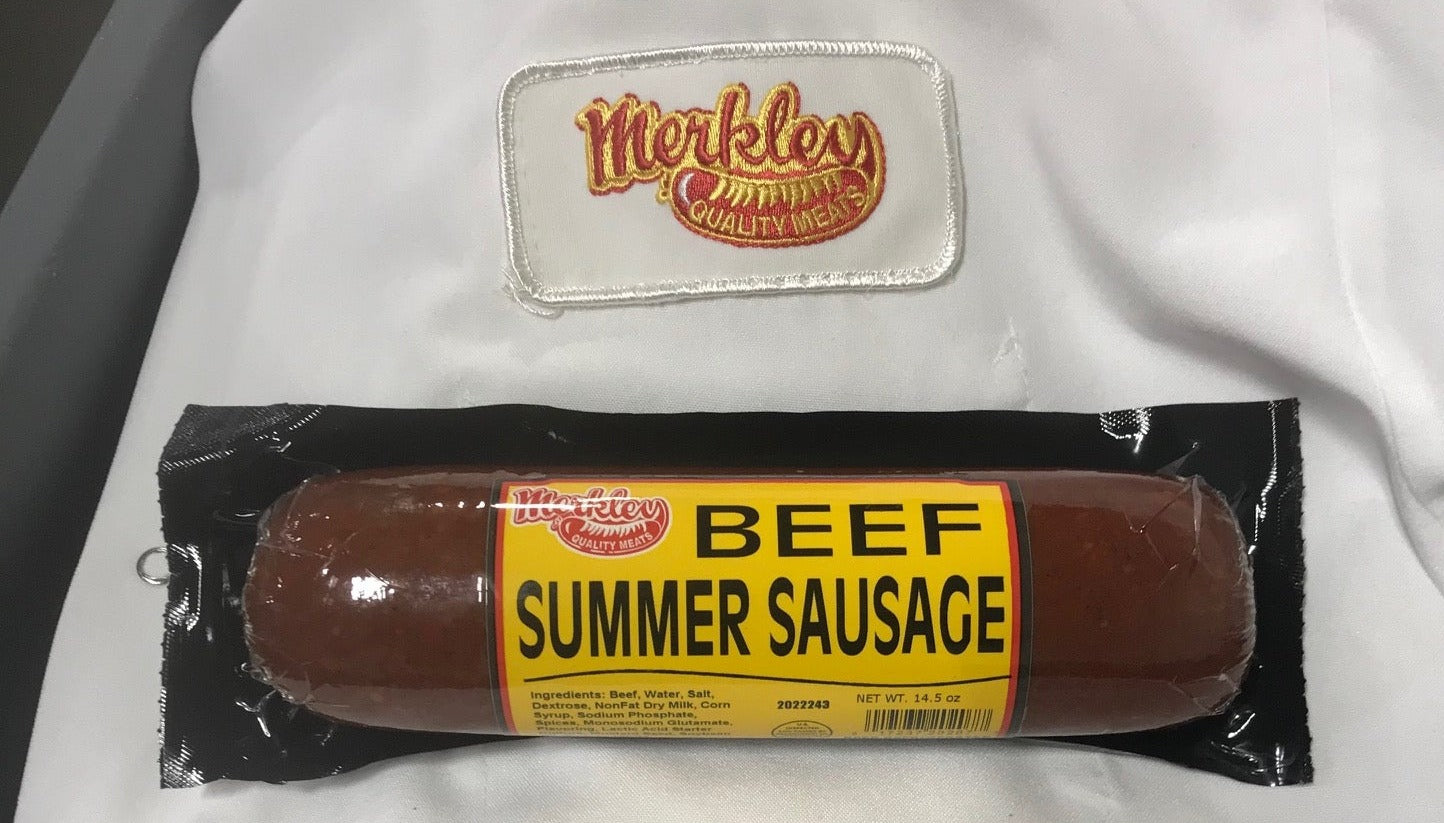 Merkley
QUALITY MEATS
Merkley
QUALITY MEATS
BEEF
SUMMER SAUSAGE
Ingredients: Beef, Water, Salt,
Dextrose, NonFat Dry Milk, Corn
Syrup, Sodium Phosphate,
Spices, Monosodium Glutamate,
Flavoring, Lactic Acid Starter
2022243
NET WT. 14.5 oz
U.S.
INSPECTED